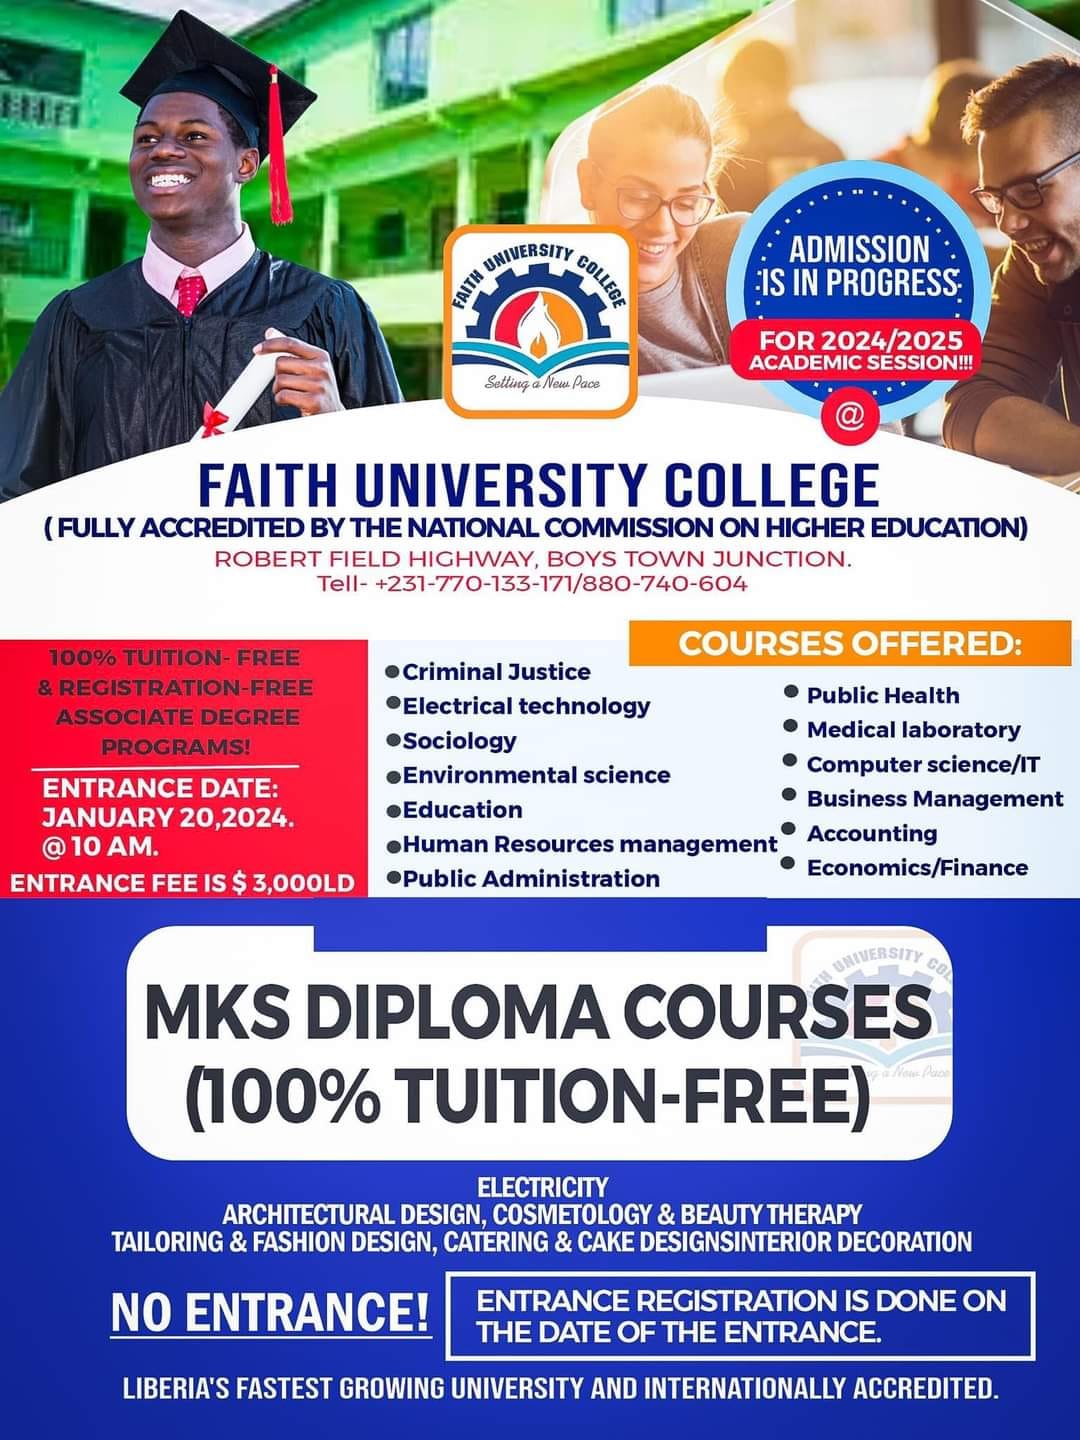 FAITH UNIVERSITY COLLEGE
Setting a New Pace
ADMISSION
IS IN PROGRESS
FOR 2024/2025
ACADEMIC SESSION!!!
@
FAITH UNIVERSITY COLLEGE
( FULLY ACCREDITED BY THE NATIONAL COMMISSION ON HIGHER EDUCATION)
ROBERT FIELD HIGHWAY, BOYS TOWN JUNCTION.
Tell- +231-770-133-171/880-740-604
100% TUITION- FREE
& REGISTRATION-FREE
ASSOCIATE DEGREE
PROGRAMS!
ENTRANCE DATE:
JANUARY 20,2024.
@ 10 AM.
ENTRANCE FEE IS $ 3,000LD
COURSES OFFERED:
Criminal Justice
Electrical technology
Sociology
Environmental science
Education
Human Resources management
Public Administration
Public Health
Medical laboratory
Computer science/IT
Business Management
Accounting
Economics/Finance
MKS DIPLOMA COURSES
(100% TUITION-FREE)
ELECTRICITY
ARCHITECTURAL DESIGN, COSMETOLOGY & BEAUTY THERAPY
TAILORING & FASHION DESIGN, CATERING & CAKE DESIGNSINTERIOR DECORATION
NO ENTRANCE!
ENTRANCE REGISTRATION IS DONE ON
THE DATE OF THE ENTRANCE.
LIBERIA'S FASTEST GROWING UNIVERSITY AND INTERNATIONALLY ACCREDITED.